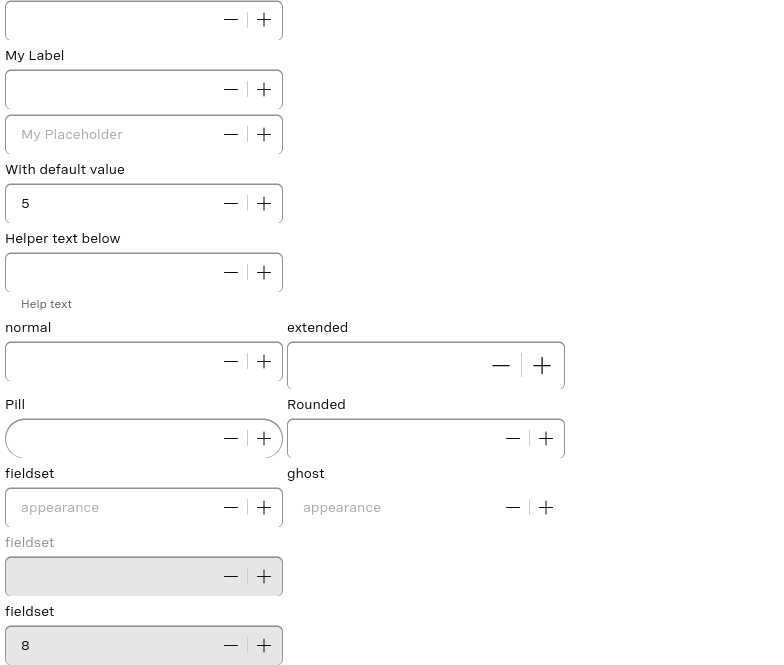 My Label
My Placeholder
With default value
5
Helper text below
Help text
normal
extended
Pill
Rounded
fieldset
ghost
appearance
appearance
fieldset
fieldset
8